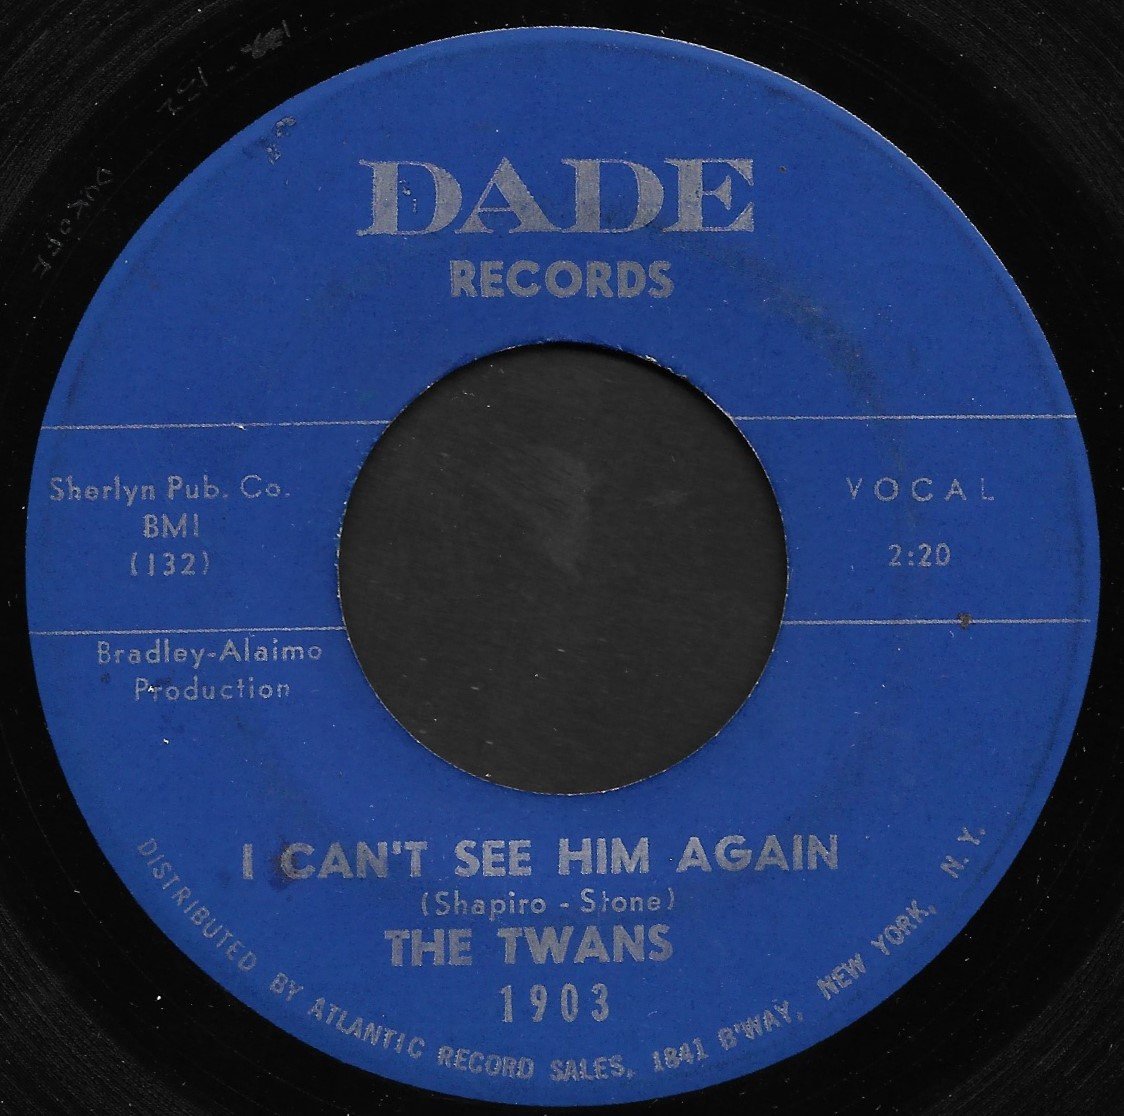 DADE
RECORDS
Sherlyn Pub. Co.
BMI
(132)
VOCAL
2:20
Bradley-Alaimo
Production
I CAN'T SEE HIM AGAIN
(Shapiro - Stone)
THE TWANS
1903
DISTRIBUTED BY ATLANTIC RECORD SALES, 1841 B'WAY, NEW YORK, N.Y.